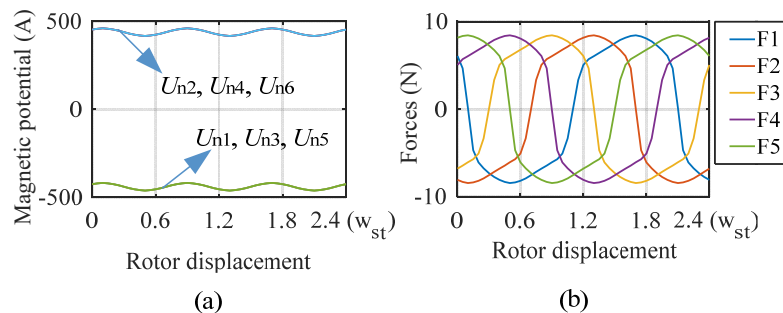 Magnetic potential (A)
500
0
-500
Un2, Un4, Un6
Un1, Un3, Un5
0 0.6 1.2 1.8 2.4 (wst)
Rotor displacement
(a)
Forces (N)
10
0
-10
0 0.6 1.2 1.8 2.4 (wst)
Rotor displacement
(b)
F1
F2
F3
F4
F5